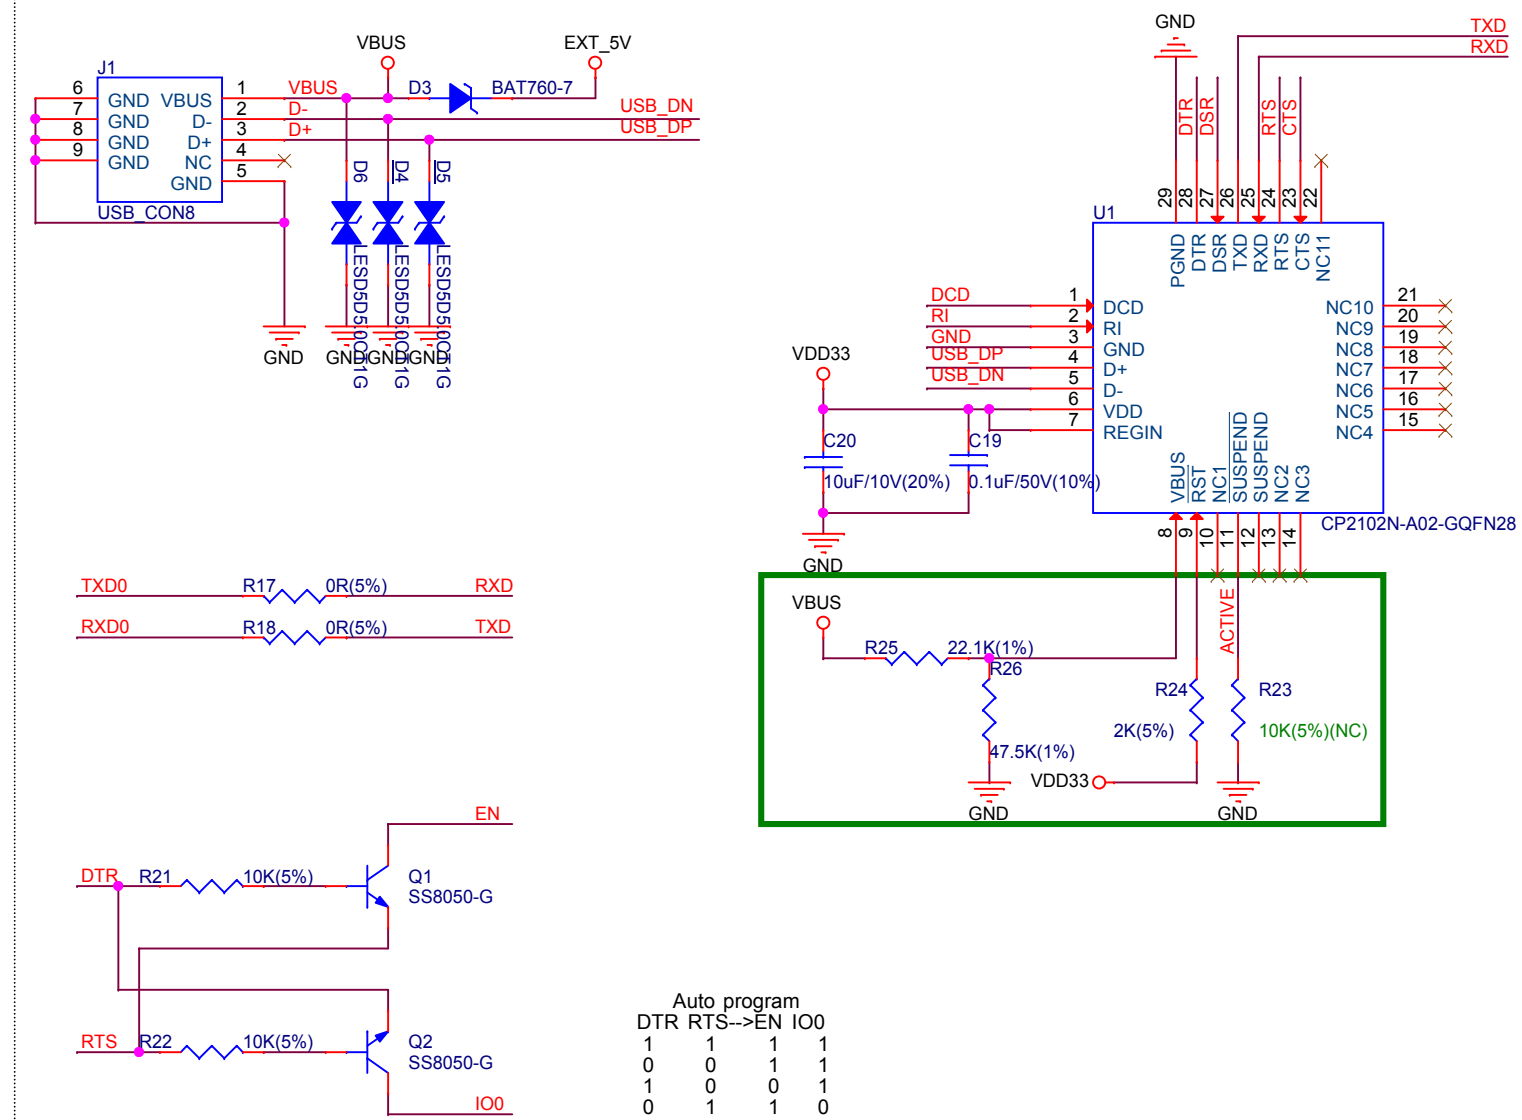 GND
TXD
RXD
VBUS
EXT_5V
J1
VBUS
D3
BAT760-7
6
GND
VBUS
1
7
GND
D-
2
D-
USB_DN
8
GND
D+
3
D+
USB_DP
9
GND
NC
4
GND
5
USB_CON8
D6
D4
D5
LESD5D5.0CT1G
LESD5D5.0CT1G
LESD5D5.0CT1G
GND
GND
GND
GND
DTR
DSR
RTS
CTS
29
28
27
26
25
24
23
22
U1
PGND
DTR
DSR
TXD
RXD
RTS
CTS
NC11
DCD
1
DCD
RI
2
RI
GND
3
GND
USB_DP
4
D+
USB_DN
5
D-
6
VDD
7
REGIN
NC10
21
NC9
20
NC8
19
NC7
18
NC6
17
NC5
16
NC4
15
VBUS
RST
NC1
SUSPEND
SUSPEND
NC2
NC3
8
9
10
11
12
13
14
CP2102N-A02-GQFN28
VDD33
C20
10uF/10V(20%)
C19
0.1uF/50V(10%)
GND
TXD0
R17
0R(5%)
RXD
RXD0
R18
0R(5%)
TXD
VBUS
R25
22.1K(1%)
R26
47.5K(1%)
GND
ACTIVE
R24
2K(5%)
VDD33
R23
10K(5%)(NC)
GND
EN
DTR
R21
10K(5%)
Q1
SS8050-G
RTS
R22
10K(5%)
Q2
SS8050-G
IO0
Auto program
DTR RTS-->EN IO0
1 1 1 1
0 0 1 1
1 0 0 1
0 1 1 0